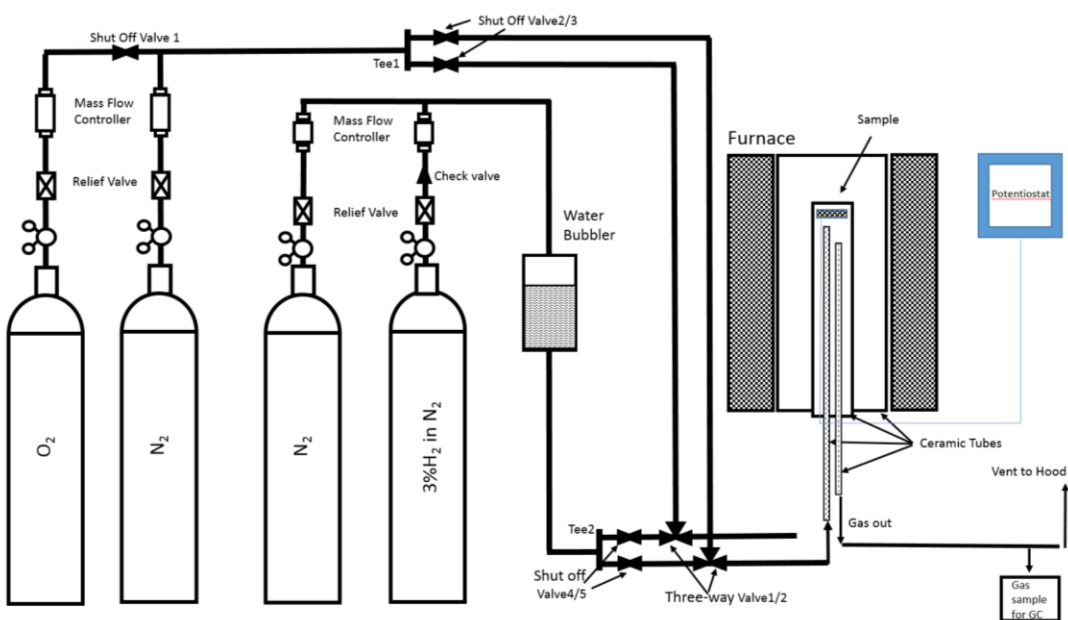 Shut Off Valve 1
Shut Off Valve2/3
Tee1
Mass Flow
Controller
Mass Flow
Controller
Sample
Furnace
Potentiostat
Relief Valve
Check valve
Relief Valve
Water
Bubbler
O2
N2
N2
3%H2 in N2
Ceramic Tubes
Vent to Hood
Gas out
Tee2
Shut off
Valve4/5
Three-way Valve1/2
Gas
sample
for GC